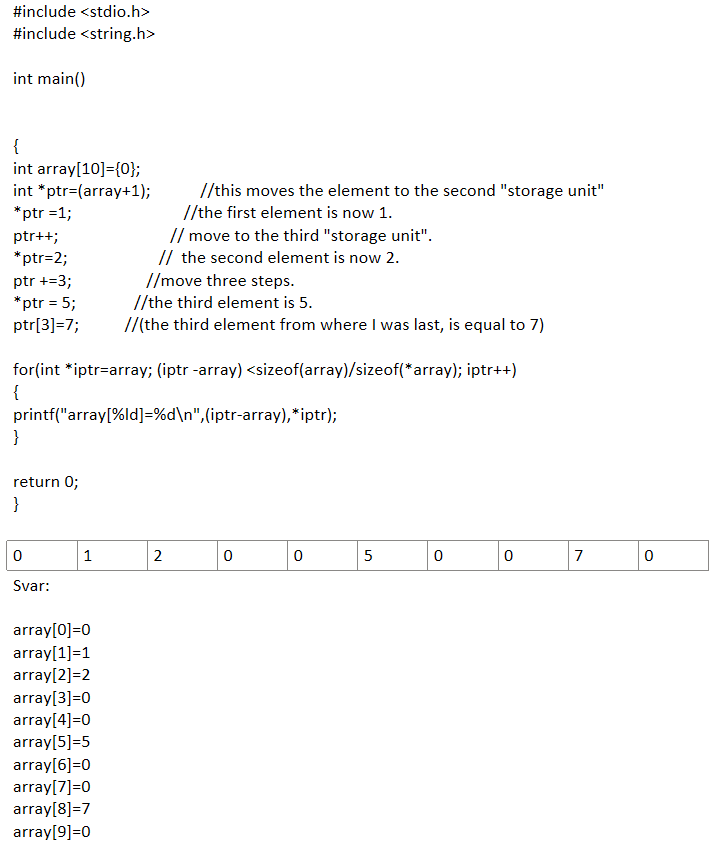 #include <stdio.h>
#include <string.h>
int main()
{
int array[10]={0};
int *ptr=(array+1); //this moves the element to the second "storage unit"
*ptr =1; //the first element is now 1.
ptr++; // move to the third "storage unit".
*ptr=2; // the second element is now 2.
ptr +=3; //move three steps.
*ptr = 5; //the third element is 5.
ptr[3]=7; //(the third element from where I was last, is equal to 7)
for(int *iptr=array; (iptr -array) <sizeof(array)/sizeof(*array); iptr++)
{
printf("array[%ld]=%d\n",(iptr-array),*iptr);
}
return 0;
}
0 1 2 0 0 5 0 0 7 0
Svar:
array[0]=0
array[1]=1
array[2]=2
array[3]=0
array[4]=0
array[5]=5
array[6]=0
array[7]=0
array[8]=7
array[9]=0